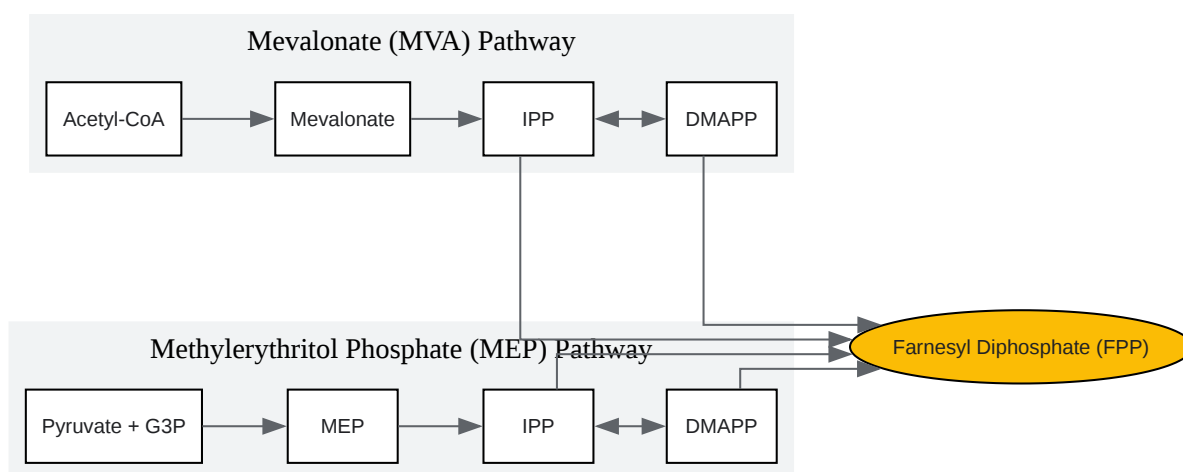 Mevalonate (MVA) Pathway
Acetyl-CoA
Mevalonate
IPP
DMAPP
Methylerythritol Phosphate (MEP) Pathway
Farnesyl Diphosphate (FPP)
Pyruvate + G3P
MEP
IPP
DMAPP